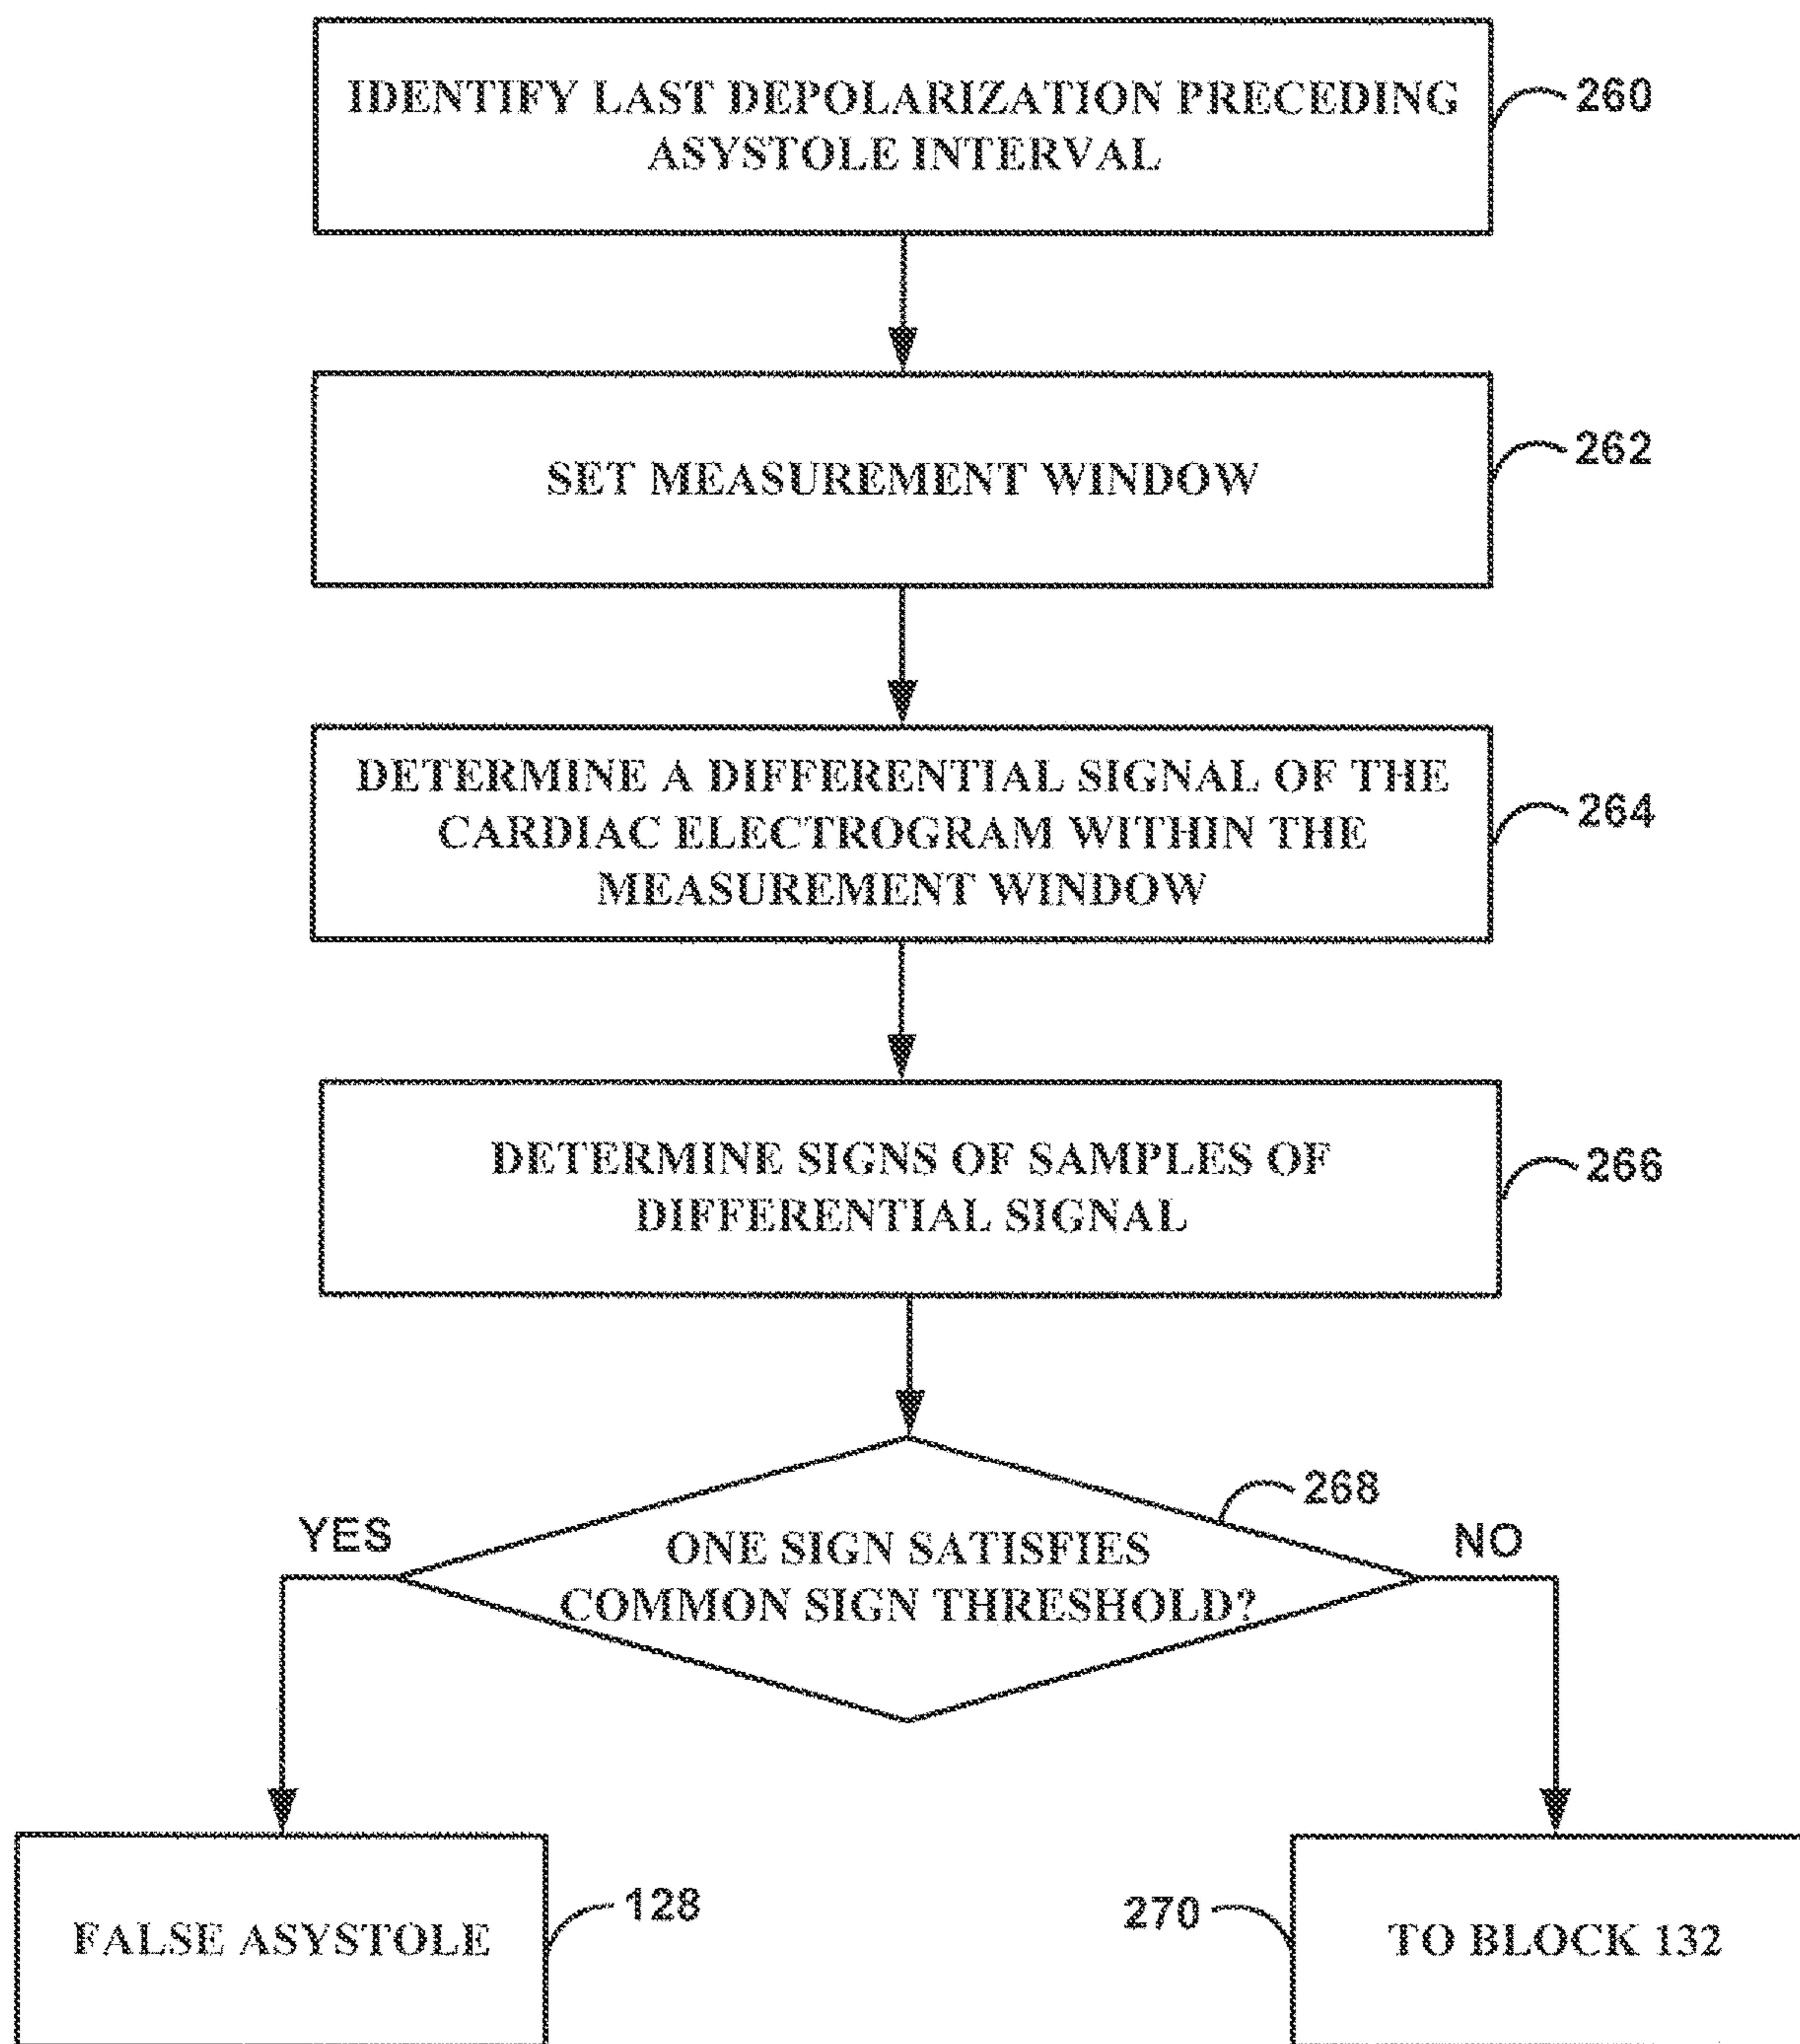 IDENTIFY LAST DEPOLARIZATION PRECEDING
ASYSTOLE INTERVAL
260
SET MEASUREMENT WINDOW
262
DETERMINE A DIFFERENTIAL SIGNAL OF THE
CARDIAC ELECTROGRAM WITHIN THE
MEASUREMENT WINDOW
264
DETERMINE SIGNS OF SAMPLES OF
DIFFERENTIAL SIGNAL
266
268
YES
ONE SIGN SATISFIES
COMMON SIGN THRESHOLD?
NO
FALSE ASYSTOLE
128
270
TO BLOCK 132